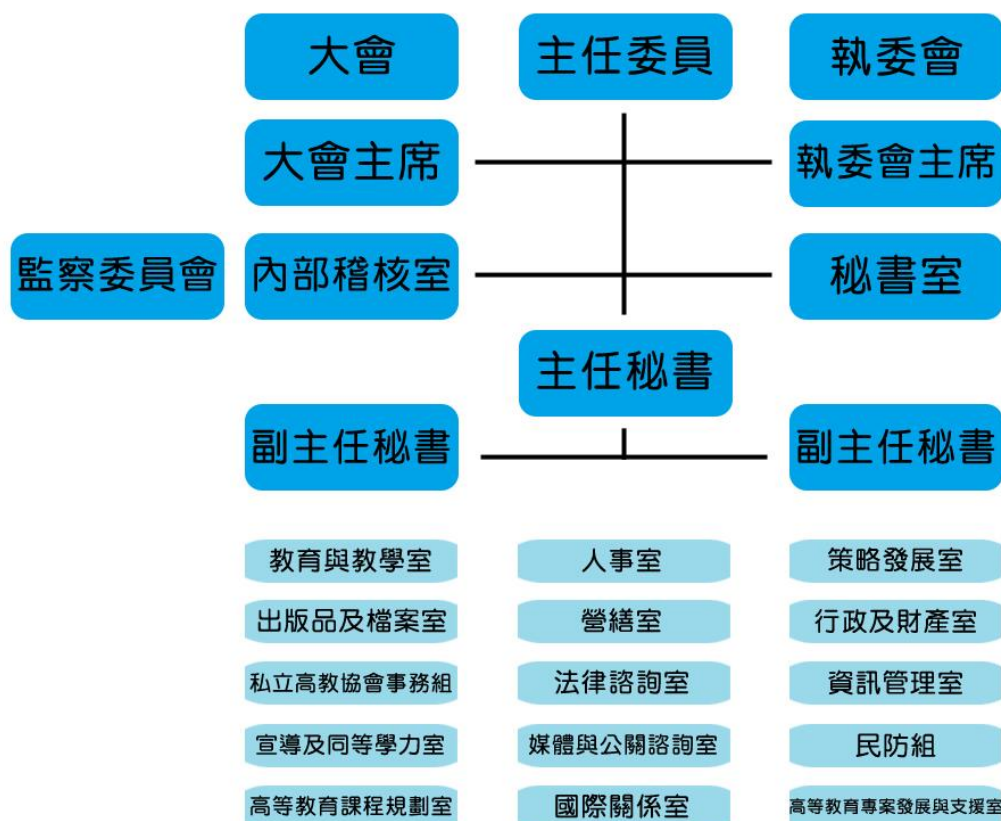 大會
主任委員
執委會
大會主席
執委會主席
監察委員會
內部稽核室
秘書室
主任秘書
副主任秘書
副主任秘書
教育與教學室
人事室
策略發展室
出版品及檔案室
營繕室
行政及財產室
私立高教協會事務組
法律諮詢室
資訊管理室
宣導及同等學力室
媒體與公關諮詢室
民防組
高等教育課程規劃室
國際關係室
高等教育專案發展與支援室